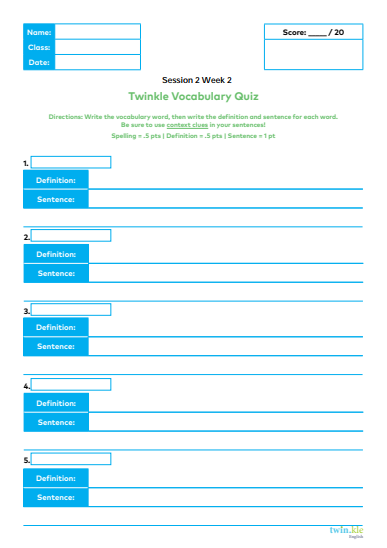 Name:
Class:
Date:
Score: ____ / 20
Session 2 Week 2
Twinkle Vocabulary Quiz
Directions: Write the vocabulary word, then write the definition and sentence for each word.
Be sure to use context clues in your sentences!
Spelling = .5 pts | Definition = .5 pts | Sentence = 1 pt
1.
Definition:
Sentence:
2.
Definition:
Sentence:
3.
Definition:
Sentence:
4.
Definition:
Sentence:
5.
Definition:
Sentence:
twin.kle
English